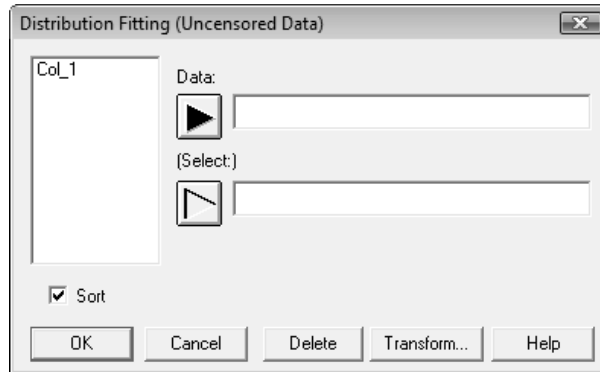 Distribution Fitting (Uncensored Data)
Col_1
Data:
(Select:)
Sort
OK
Cancel
Delete
Transform...
Help